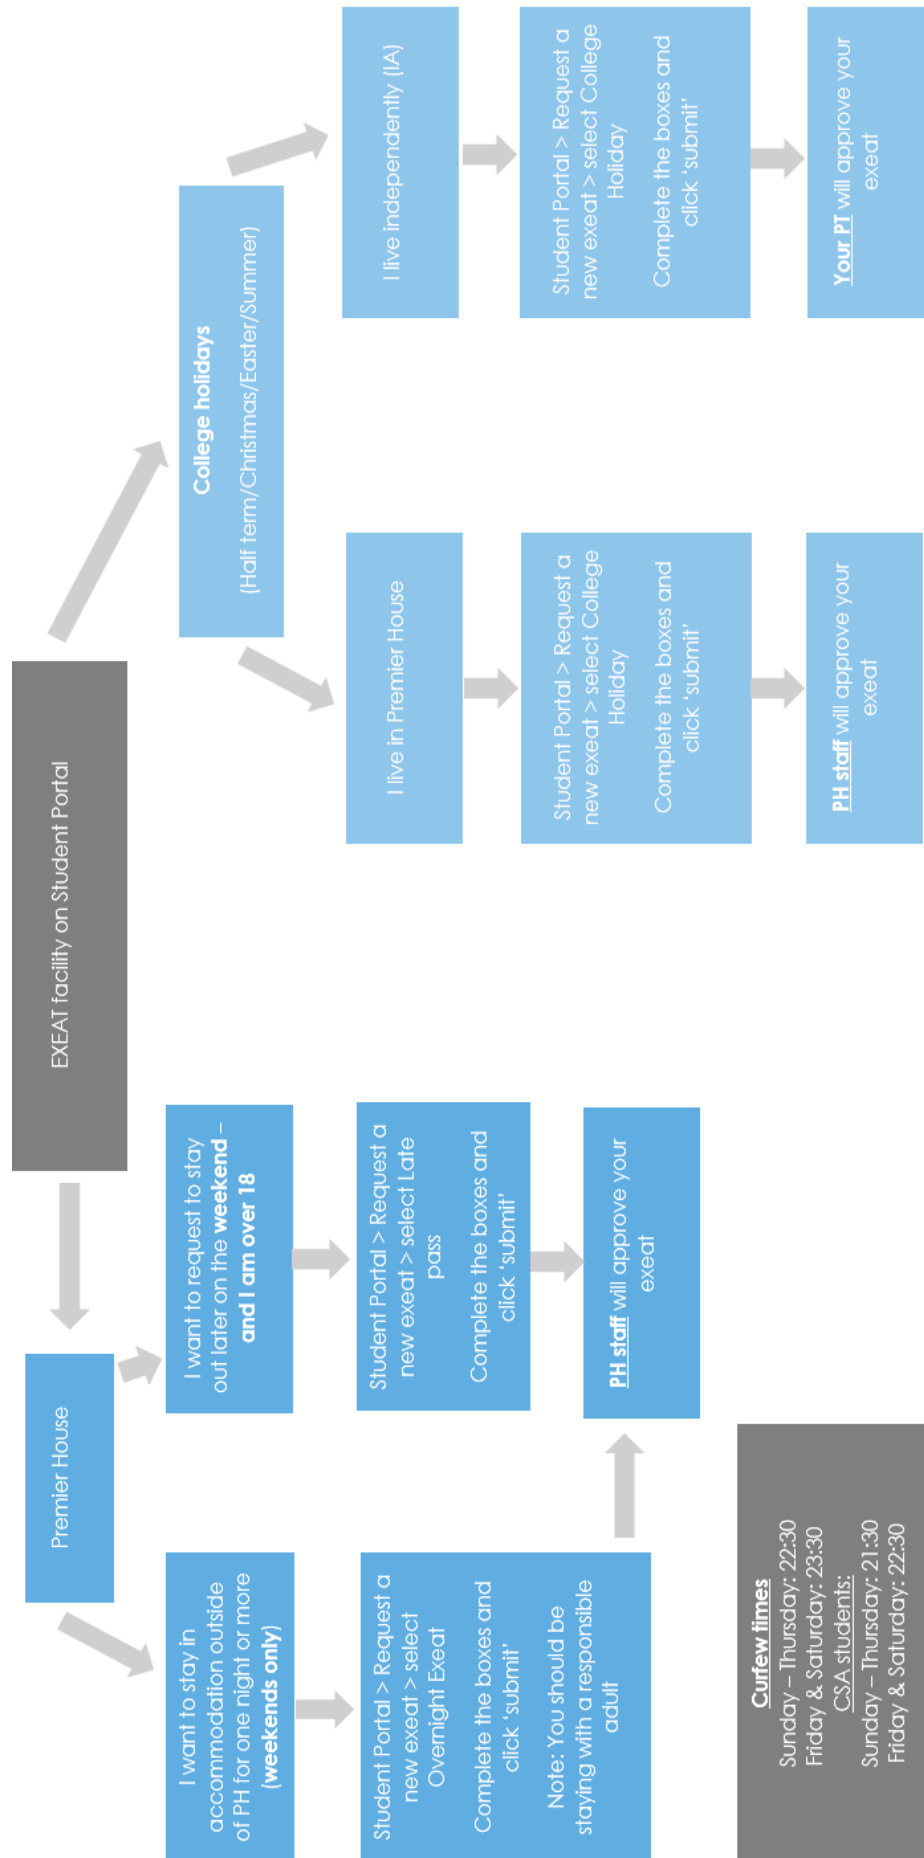 EXEAT facility on Student Portal
Premier House
I want to stay in
accommodation outside
of PH for one night or more
(weekends only)
Student Portal > Request a
new exeat > select
Overnight Exeat
Complete the boxes and
click ‘submit’
Note: You should be
staying with a responsible
adult
I want to request to stay
out later on the weekend –
and I am over 18
Student Portal > Request a
new exeat > select Late
pass
Complete the boxes and
click ‘submit’
PH staff will approve your
exeat
College holidays
(Half term/Christmas/Easter/Summer)
I live in Premier House
Student Portal > Request a
new exeat > select College
Holiday
Complete the boxes and
click ‘submit’
PH staff will approve your
exeat
I live independently (IA)
Student Portal > Request a
new exeat > select College
Holiday
Complete the boxes and
click ‘submit’
Your PT will approve your
exeat
Curfew times
Sunday – Thursday: 22:30
Friday & Saturday: 23:30
CSA students:
Sunday – Thursday: 21:30
Friday & Saturday: 22:30